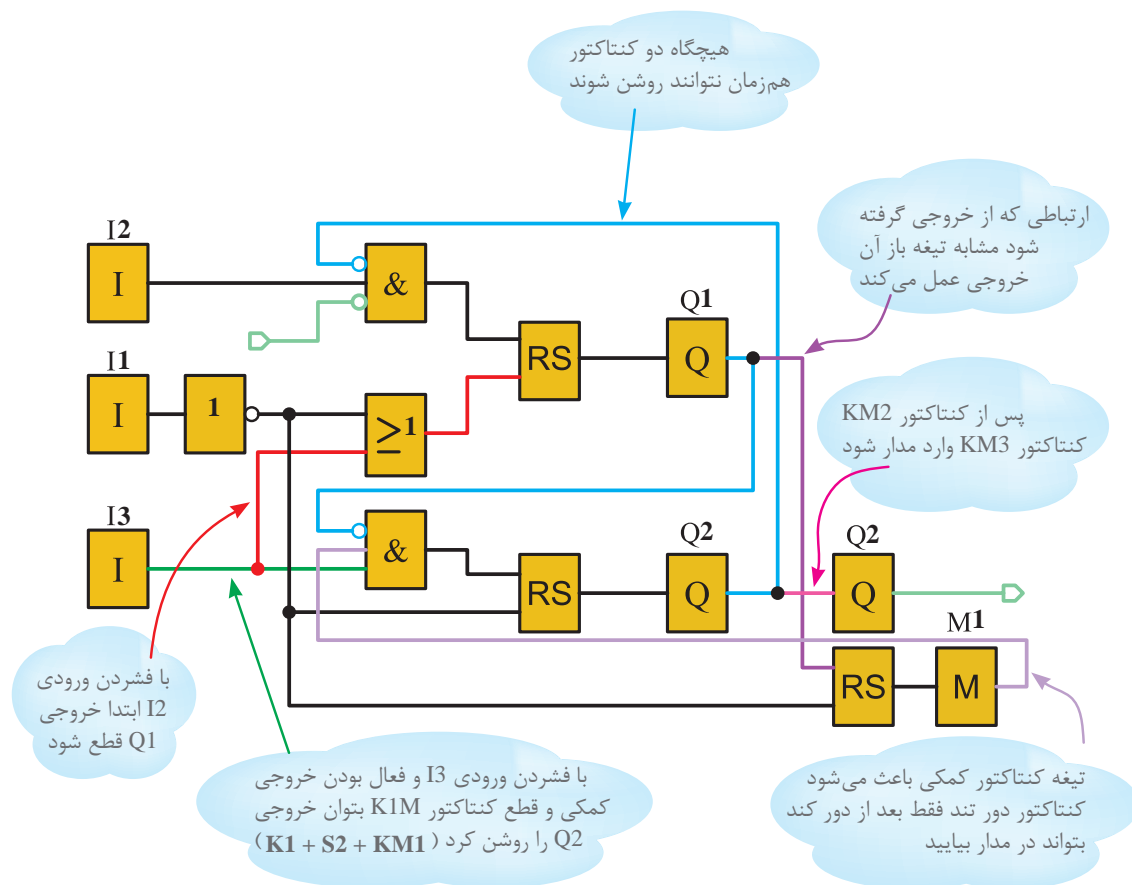 هیچگاه دو کنتاکتور
هم‌زمان نتوانند روشن شوند
ارتباطی که از خروجی گرفته
شود مشابه تیغه باز آن
خروجی عمل می‌کند
I2
I
&
Q1
RS
Q
I1
I
1
≥1
پس از کنتاکتور KM2
کنتاکتور KM3 وارد مدار شود
I3
I
&
RS
Q2
Q
Q2
Q
M1
RS
M
با فشردن ورودی
I2 ابتدا خروجی
Q1 قطع شود
با فشردن ورودی I3 و فعال بودن خروجی
کمکی و قطع کنتاکتور K1M بتوان خروجی
Q2 را روشن کرد (K1 + S2 + KM1)
تیغه کنتاکتور کمکی باعث می‌شود
کنتاکتور دور تند فقط بعد از دور کند
بتواند در مدار بیایید